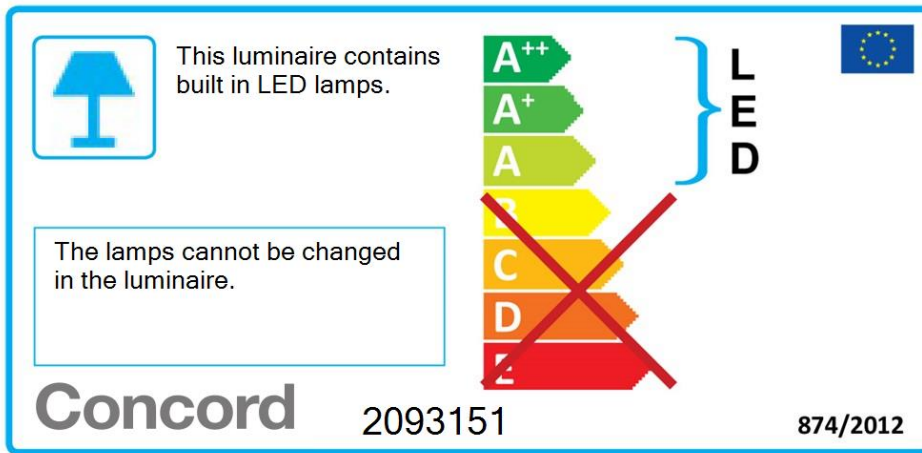 This luminaire contains
built in LED lamps.
The lamps cannot be changed
in the luminaire.
A++
A+
A
B
C
D
E
L
E
D
Concord
2093151
874/2012